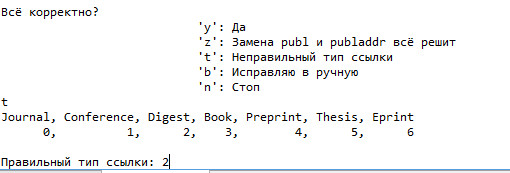 Всё корректно?
'y': Да
'z': Замена publ и publaddr всё решит
't': Неправильный тип ссылки
'b': Исправляю в ручную
'n': Стоп
t
Journal, Conference, Digest, Book, Preprint, Thesis, Eprint
0, 1, 2, 3, 4, 5, 6
Правильный тип ссылки: 2